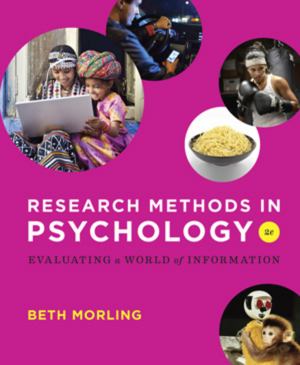 RESEARCH METHODS IN
PSYCHOLOGY 2e
EVALUATING a WORLD of INFORMATION
BETH MORLING